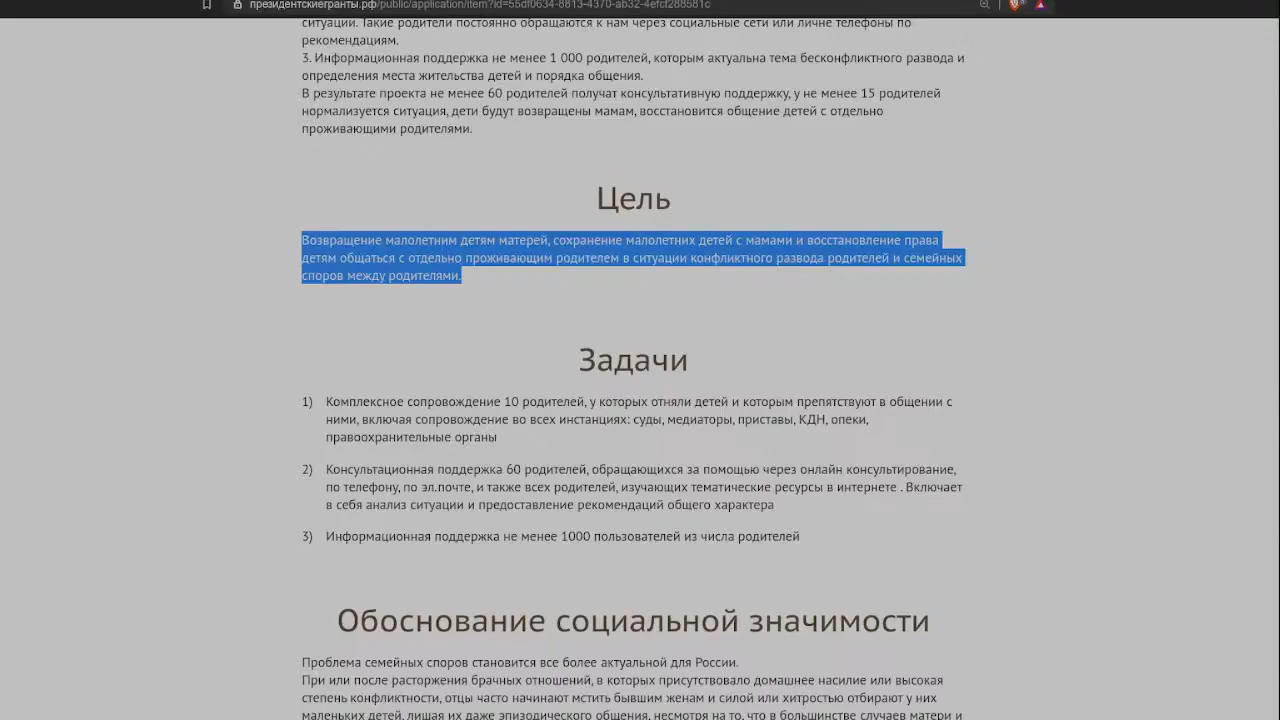 президентскиегранты.рф/public/application/item?id=55df0634-8813-4370-ab32-4efcf288581c
ситуации. Такие родители постоянно обращаются к нам через социальные сети или личне телефоны по
рекомендациям.
3. Информационная поддержка не менее 1 000 родителей, которым актуальна тема бесконфликтного развода и
определения места жительства детей и порядка общения.
В результате проекта не менее 60 родителей получат консультативную поддержку, у не менее 15 родителей
нормализуется ситуация, дети будут возвращены мамам, восстановится общение детей с отдельно
проживающими родителями.
Цель
Возвращение малолетним детям матерей, сохранение малолетних детей с мамами и восстановление права
детям общаться с отдельно проживающим родителем в ситуации конфликтного развода родителей и семейных
споров между родителями.
Задачи
1) Комплексное сопровождение 10 родителей, у которых отняли детей и которым препятствуют в общении с
ними, включая сопровождение во всех инстанциях: суды, медиаторы, приставы, КДН, опеки,
правоохранительные органы
2) Консультационная поддержка 60 родителей, обращающихся за помощью через онлайн консультирование,
по телефону, по эл.почте, и также всех родителей, изучающих тематические ресурсы в интернете . Включает
в себя анализ ситуации и предоставление рекомендаций общего характера
3) Информационная поддержка не менее 1000 пользователей из числа родителей
Обоснование социальной значимости
Проблема семейных споров становится все более актуальной для России.
При или после расторжения брачных отношений, в которых присутствовало домашнее насилие или высокая
степень конфликтности, отцы часто начинают мстить бывшим женам и силой или хитростью отбирают у них
маленьких детей, лишая их даже эпизодического общения, несмотря на то, что в большинстве случаев матери и